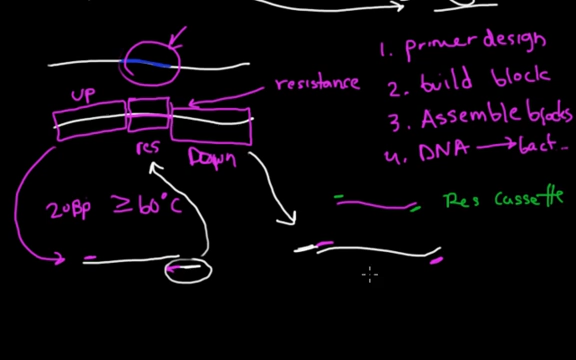 1. primer design
2. build block
3. Assemble blocks
4. DNA → bact -
up
resistance
res
Down
20Bp ≥ 60°C
Res Cassette